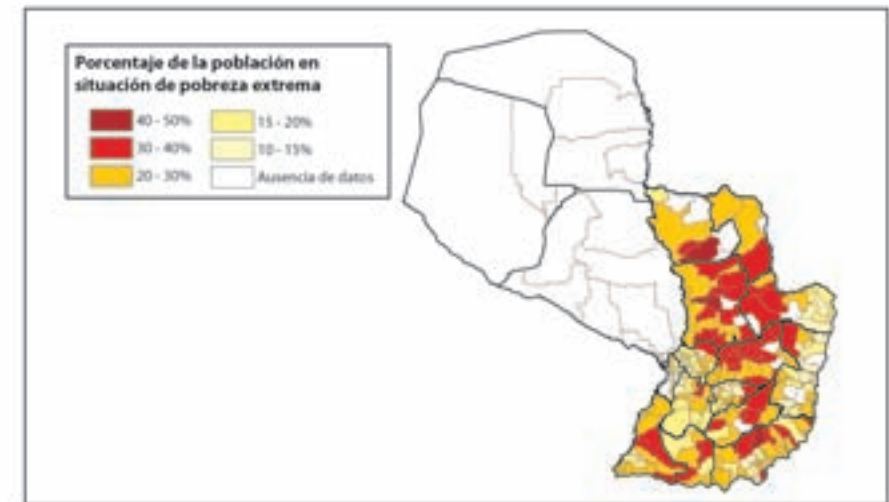 Porcentaje de la población en
situación de pobreza extrema
40 - 50%
15 - 20%
30 - 40%
10 - 15%
20 - 30%
Ausencia de datos